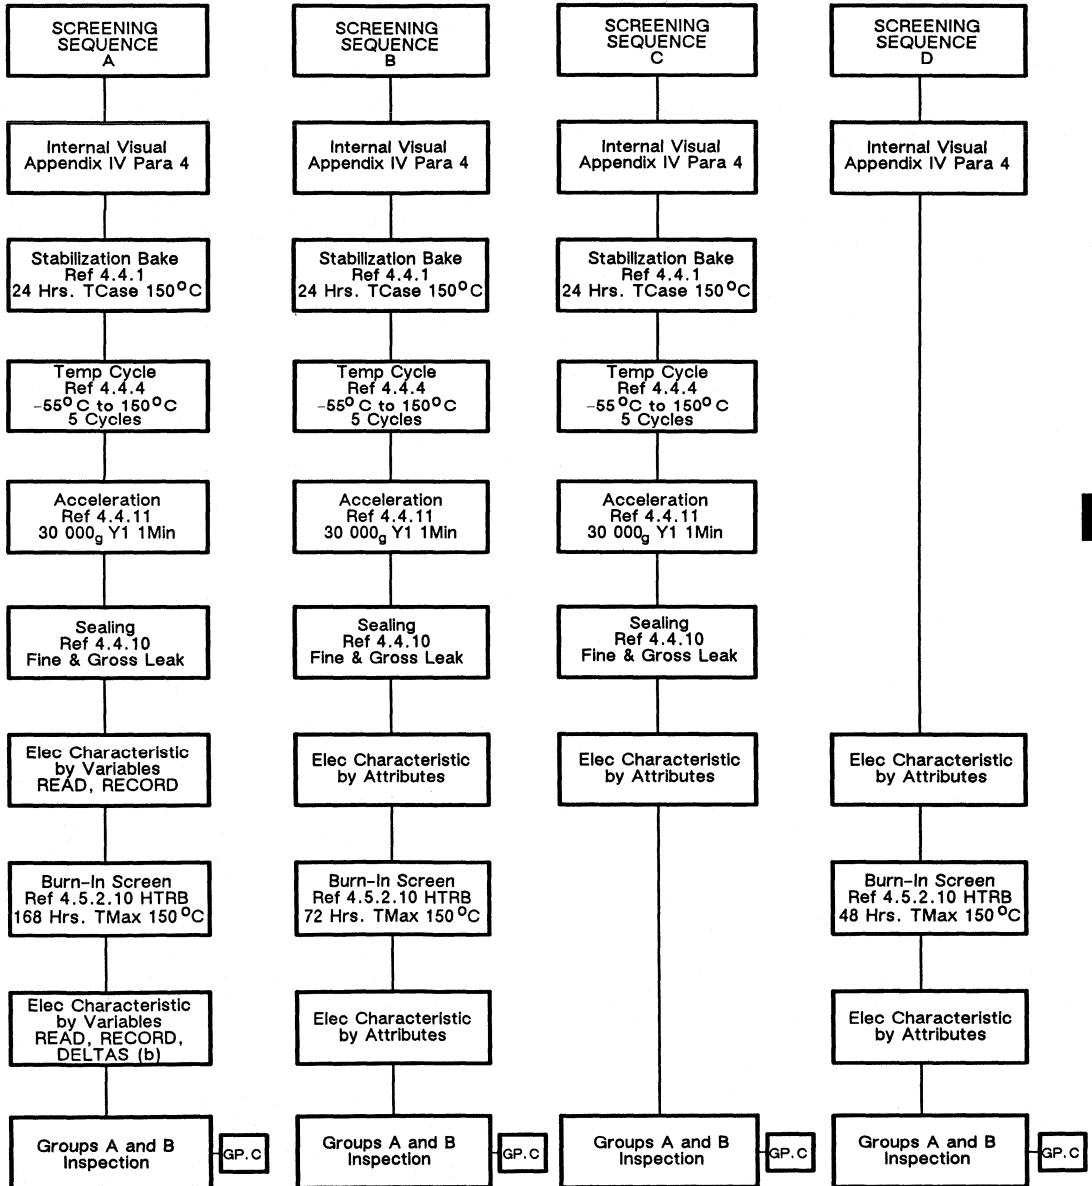 SCREENING
SEQUENCE
A
Internal Visual
Appendix IV Para 4
Stabilization Bake
Ref 4.4.1
24 Hrs. TCase 150°C
Temp Cycle
Ref 4.4.4
-55°C to 150°C
5 Cycles
Acceleration
Ref 4.4.11
30 000g Y1 1Min
Sealing
Ref 4.4.10
Fine & Gross Leak
Elec Characteristic
by Variables
READ, RECORD
Burn-In Screen
Ref 4.5.2.10 HTRB
168 Hrs. TMax 150°C
Elec Characteristic
by Variables
READ, RECORD,
DELTAS (b)
Groups A and B
Inspection
GP.C
SCREENING
SEQUENCE
B
Internal Visual
Appendix IV Para 4
Stabilization Bake
Ref 4.4.1
24 Hrs. TCase 150°C
Temp Cycle
Ref 4.4.4
-55°C to 150°C
5 Cycles
Acceleration
Ref 4.4.11
30 000g Y1 1Min
Sealing
Ref 4.4.10
Fine & Gross Leak
Elec Characteristic
by Attributes
Burn-In Screen
Ref 4.5.2.10 HTRB
72 Hrs. TMax 150°C
Elec Characteristic
by Attributes
Groups A and B
Inspection
GP.C
SCREENING
SEQUENCE
C
Internal Visual
Appendix IV Para 4
Stabilization Bake
Ref 4.4.1
24 Hrs. TCase 150°C
Temp Cycle
Ref 4.4.4
-55°C to 150°C
5 Cycles
Acceleration
Ref 4.4.11
30 000g Y1 1Min
Sealing
Ref 4.4.10
Fine & Gross Leak
Elec Characteristic
by Attributes
Groups A and B
Inspection
GP.C
SCREENING
SEQUENCE
D
Internal Visual
Appendix IV Para 4
Elec Characteristic
by Attributes
Burn-In Screen
Ref 4.5.2.10 HTRB
48 Hrs. TMax 150°C
Elec Characteristic
by Attributes
Groups A and B
Inspection
GP.C